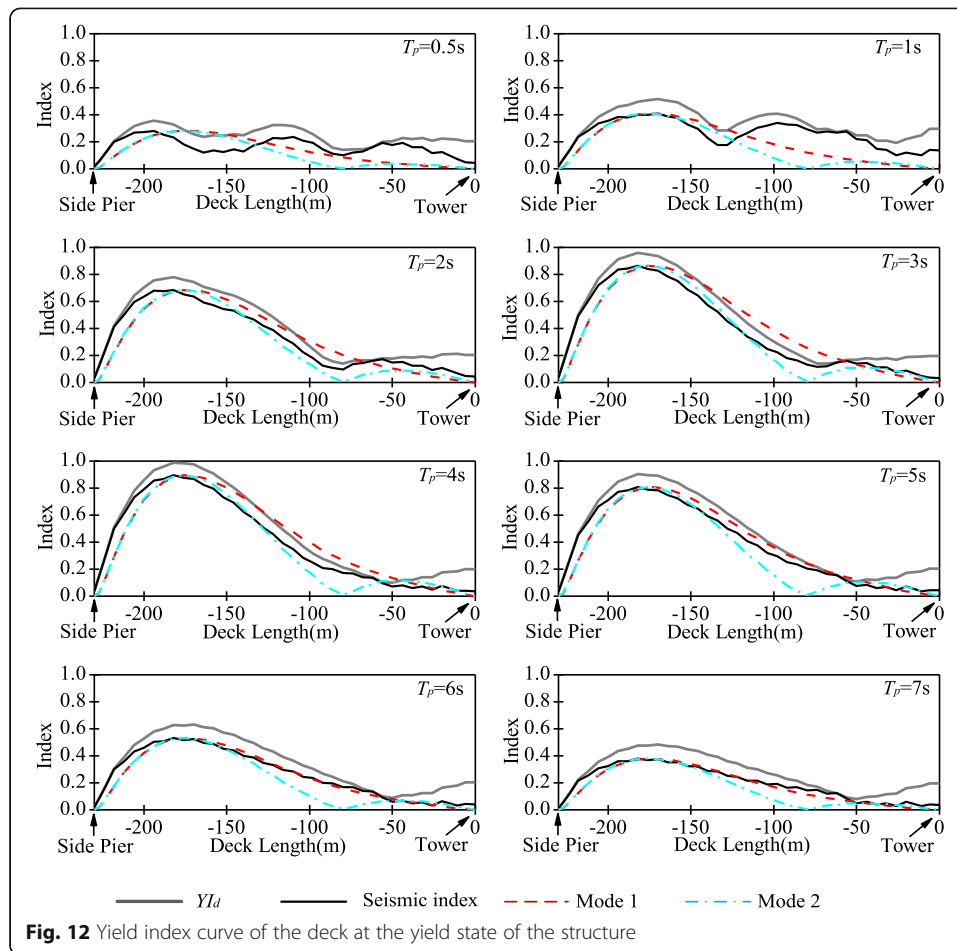 1.0
0.8
0.6
0.4
0.2
0.0
Index
Tp=0.5s
-200 -150 -100 -50 0
Side Pier Deck Length(m) Tower
1.0
0.8
0.6
0.4
0.2
0.0
Index
Tp=1s
-200 -150 -100 -50 0
Side Pier Deck Length(m) Tower
1.0
0.8
0.6
0.4
0.2
0.0
Index
Tp=2s
-200 -150 -100 -50 0
Side Pier Deck Length(m) Tower
1.0
0.8
0.6
0.4
0.2
0.0
Index
Tp=3s
-200 -150 -100 -50 0
Side Pier Deck Length(m) Tower
1.0
0.8
0.6
0.4
0.2
0.0
Index
Tp=4s
-200 -150 -100 -50 0
Side Pier Deck Length(m) Tower
1.0
0.8
0.6
0.4
0.2
0.0
Index
Tp=5s
-200 -150 -100 -50 0
Side Pier Deck Length(m) Tower
1.0
0.8
0.6
0.4
0.2
0.0
Index
Tp=6s
-200 -150 -100 -50 0
Side Pier Deck Length(m) Tower
1.0
0.8
0.6
0.4
0.2
0.0
Index
Tp=7s
-200 -150 -100 -50 0
Side Pier Deck Length(m) Tower
YId Seismic index Mode 1 Mode 2
Fig. 12 Yield index curve of the deck at the yield state of the structure